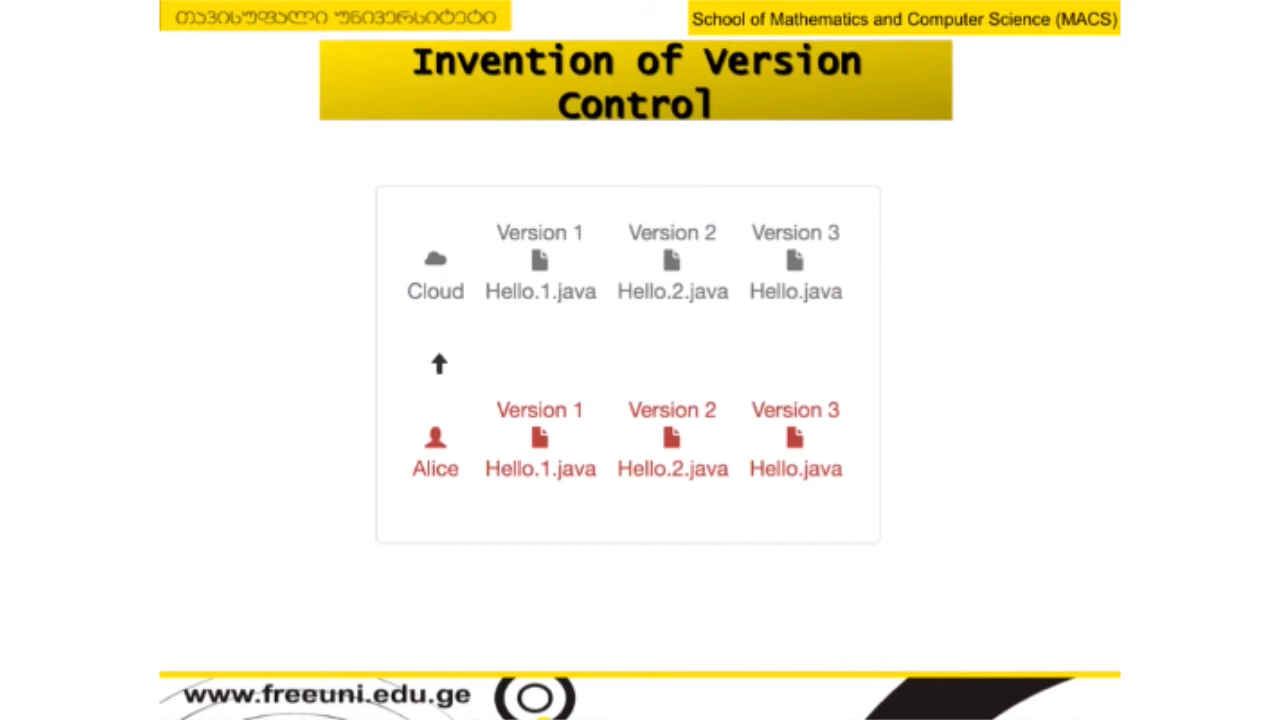 თავისუფალი უნივერსიტეტი
School of Mathematics and Computer Science (MACS)
Invention of Version
Control
Version 1 Version 2 Version 3
Cloud Hello.1.java Hello.2.java Hello.java
Version 1 Version 2 Version 3
Alice Hello.1.java Hello.2.java Hello.java
www.freeuni.edu.ge